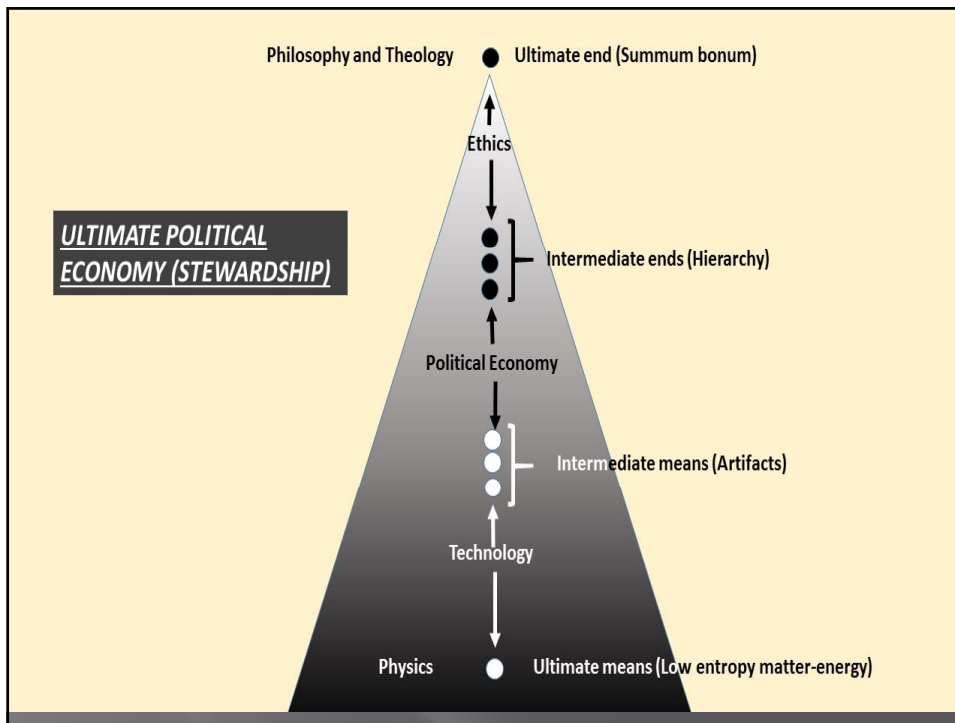 Philosophy and Theology
Ultimate end (Summum bonum)
Ethics
ULTIMATE POLITICAL
ECONOMY (STEWARDSHIP)
Intermediate ends (Hierarchy)
Political Economy
Intermediate means (Artifacts)
Technology
Physics
Ultimate means (Low entropy matter-energy)